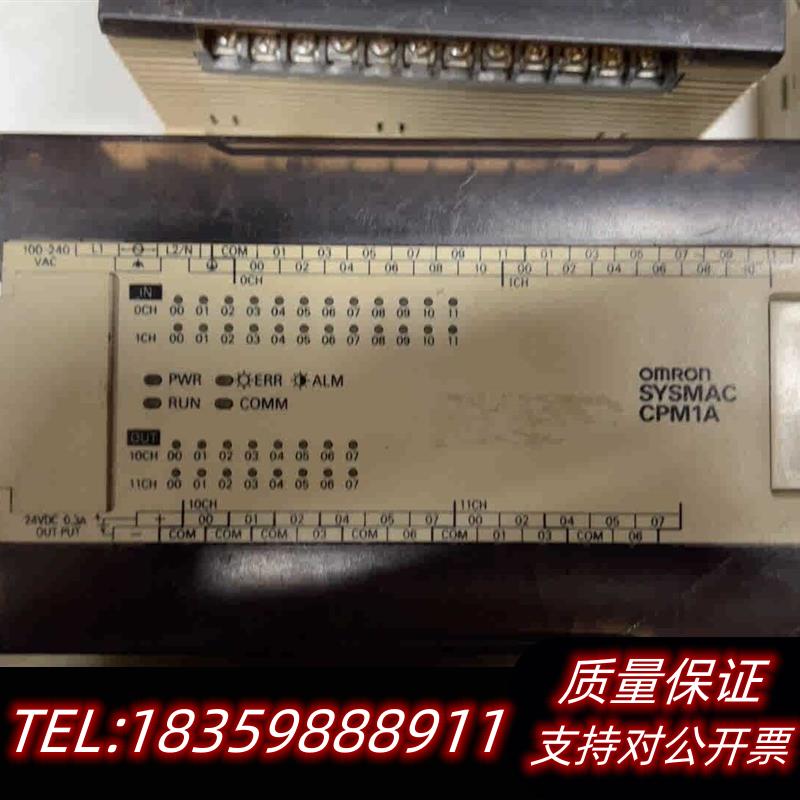 100-240 L1 L2/N COM 01 03 05 07 09 11 01 03 05 07 09
VAC 00 02 04 06 08 10 00 02 04 06 08 10
0CH 1CH
IN
0CH 00 01 02 03 04 05 06 07 08 09 10 11
1CH 00 01 02 03 04 05 06 07 08 09 10 11
PWR ERR ALM
RUN COMM
OMRON
SYSMAC
CPM1A
OUT
10CH 00 01 02 03 04 05 06 07
11CH 00 01 02 03 04 05 06 07
10CH 11CH
24VDC 0.3A + 00 01 02 04 05 07 00 02 04 05 07
OUTPUT - COM COM COM 03 COM 06 COM 01 03 COM 06
质量保证
TEL:18359888911
支持对公开票